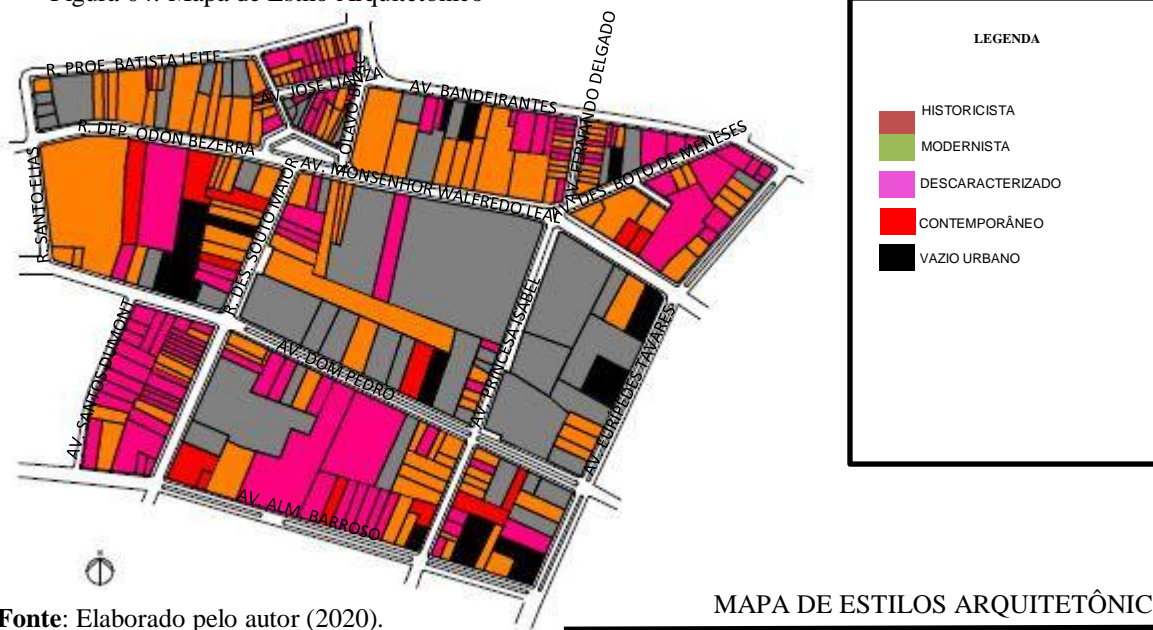 Figura 04: Mapa de Estilo Arquitetônico
R. PROF. BATISTA LEITE
AV. JOSÉ LIANZA
R. OLAVO BILAC
AV. BANDEIRANTES
AV. FERNANDO DELGADO
R. DEP. ODON BEZERRA
AV. MONSENHOR WALFREDO LEAL
AV. DES. BOTO DE MENESES
R. SANTO ELIAS
R. DES. SOUTO MAIOR
AV. SANTOS DUMONT
AV. DOM PEDRO
AV. PRINCESA ISABEL
AV. EURÍPEDES TAVARES
AV. ALM. BARROSO
LEGENDA
HISTORICISTA
MODERNISTA
DESCARACTERIZADO
CONTEMPORÂNEO
VAZIO URBANO
Fonte: Elaborado pelo autor (2020).
MAPA DE ESTILOS ARQUITETÔNIC